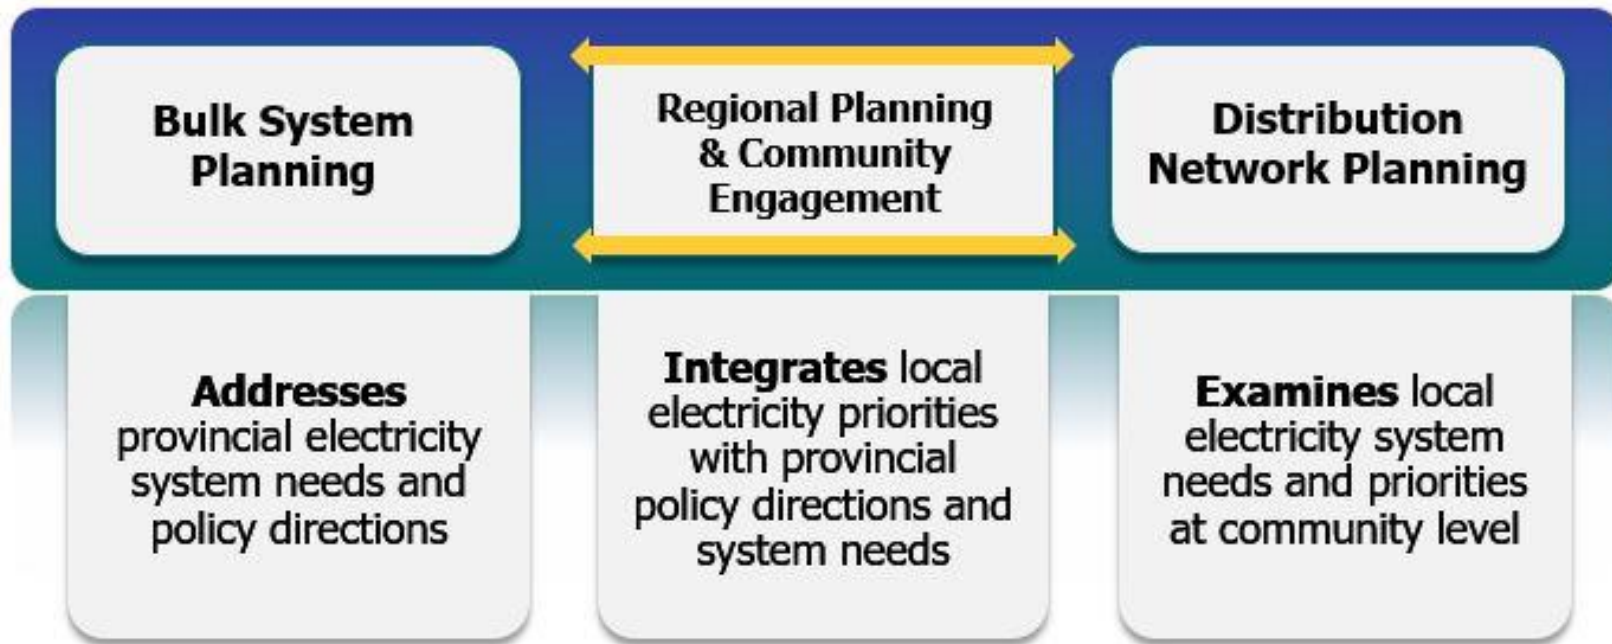 Bulk System
Planning
Regional Planning
& Community
Engagement
Distribution
Network Planning
Addresses
provincial electricity
system needs and
policy directions
Integrates local
electricity priorities
with provincial
policy directions and
system needs
Examines local
electricity system
needs and priorities
at community level